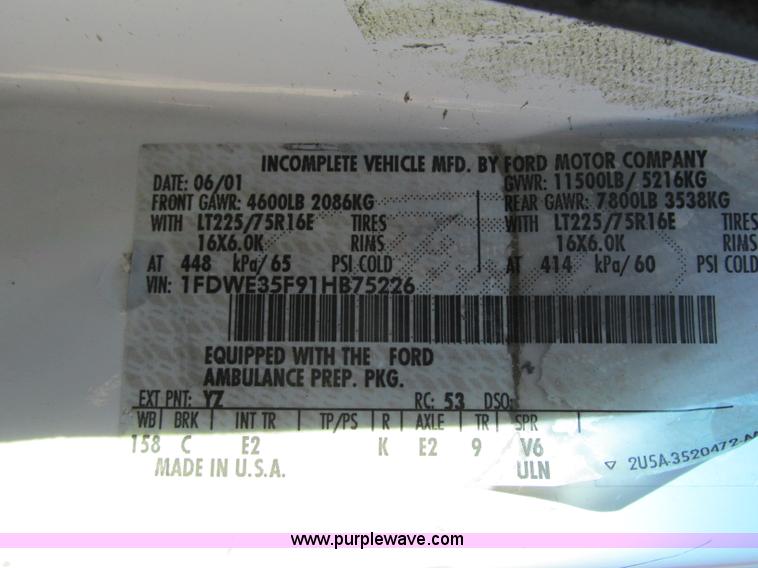 INCOMPLETE VEHICLE MFD. BY FORD MOTOR COMPANY
DATE: 06/01 GVWR: 11500LB/ 5216KG
FRONT GAWR: 4600LB 2086KG REAR GAWR: 7800LB 3538KG
WITH LT225/75R16E TIRES WITH LT225/75R16E TIRES
16X6.0K RIMS 16X6.0K RIMS
AT 448 kPa/65 PSI COLD AT 414 kPa/60 PSI COLD
VIN: 1FDWE35F91HB75226
EQUIPPED WITH THE FORD
AMBULANCE PREP. PKG.
EXT PNT: YZ RC: 53 DSO:
WB BRK INT TR TP/PS R AXLE TR SPR
158 C E2 K E2 9 V6
MADE IN U.S.A. ULN
2U5A-3520472-
www.purplewave.com